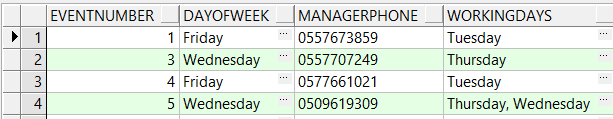 EVENTNUMBER DAYOFWEEK MANAGERPHONE WORKINGDAYS
1 1 Friday ... 0557673859 Tuesday
2 3 Wednesday ... 0557707249 Thursday
3 4 Friday ... 0577661021 Tuesday
4 5 Wednesday ... 0509619309 Thursday, Wednesday